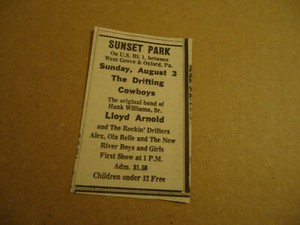 SUNSET PARK
On U.S. Rt. 1, between
West Grove & Oxford, Pa.
Sunday, August 3
The Drifting
Cowboys
The original band of
Hank Williams, Sr.
Lloyd Arnold
and The Rockin' Drifters
Alex, Ola Belle and The New
River Boys and Girls
First Show at 1 P.M.
Adm. $1.50
Children under 12 Free